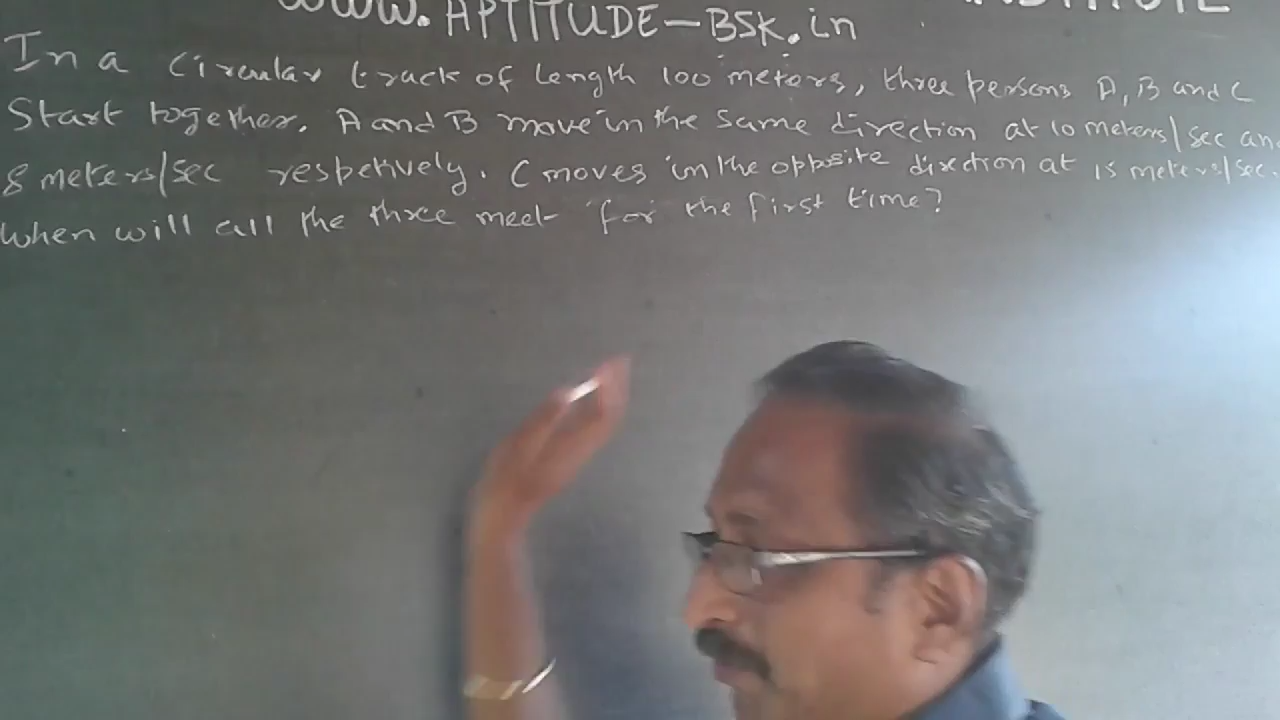 www. APTITUDE-BSK.in INSTITUTE
In a circular track of length 100 meters, three persons A, B and C
Start together. A and B move in the same direction at 10 meters/sec and
8 meters/sec respetively. C moves in the opposite direction at 15 meters/sec.
When will all the three meet for the first time?